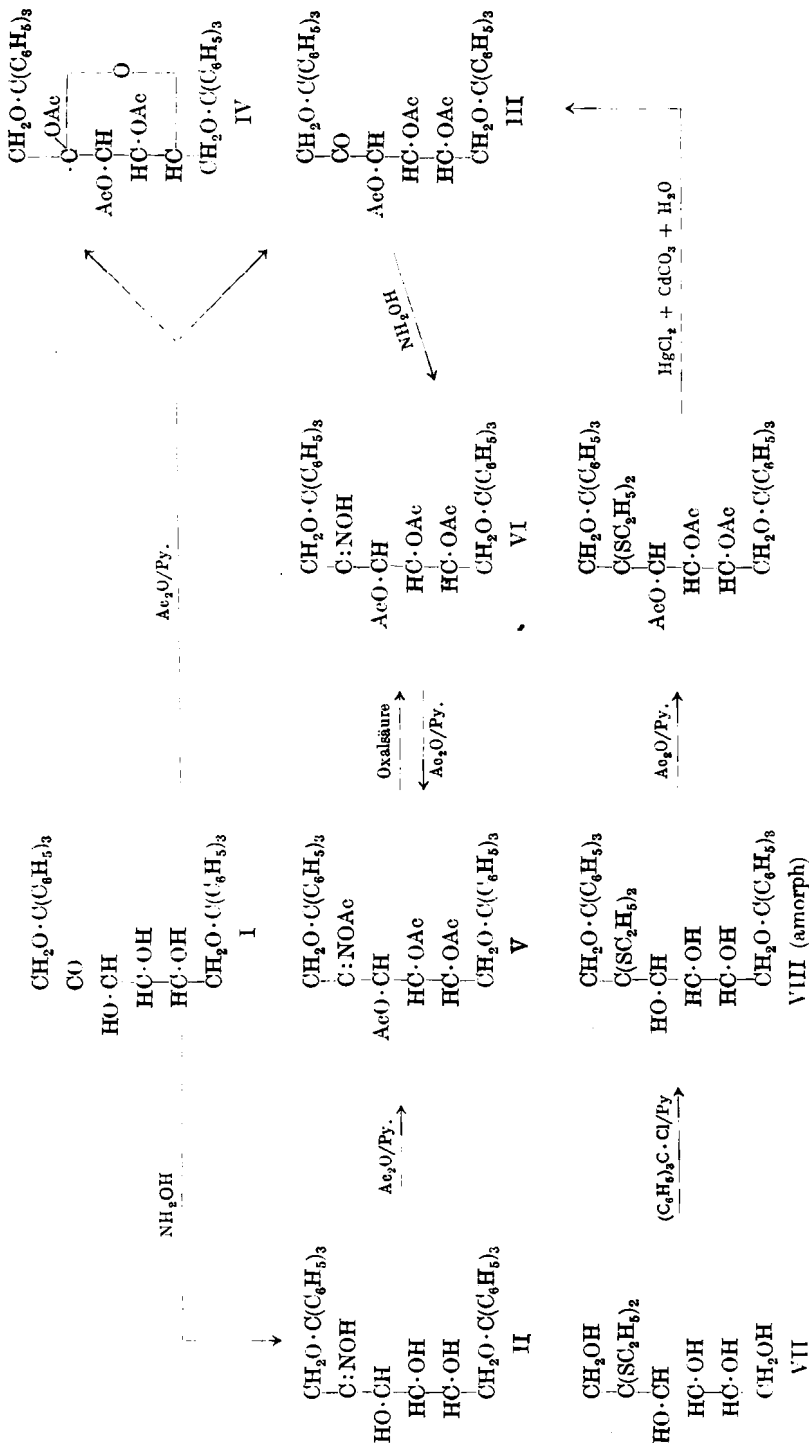 CH₂O·C(C₆H₅)₃
CO
HO·CH
HC·OH
HC·OH
CH₂O·C(C₆H₅)₃
I
NH₂OH
Ac₂O/Py.
CH₂O·C(C₆H₅)₃
·C OAc
AcO·CH
O
HC·OAc
HC
CH₂O·C(C₆H₅)₃
IV
CH₂O·C(C₆H₅)₃
C:NOH
HO·CH
HC·OH
HC·OH
CH₂O·C(C₆H₅)₃
II
Ac₂O/Py.
CH₂O·C(C₆H₅)₃
C:NOAc
AcO·CH
HC·OAc
HC·OAc
CH₂O·C(C₆H₅)₃
V
Oxalsäure
Ac₂O/Py.
CH₂O·C(C₆H₅)₃
C:NOH
AcO·CH
HC·OAc
HC·OAc
CH₂O·C(C₆H₅)₃
VI
NH₂OH
CH₂O·C(C₆H₅)₃
CO
AcO·CH
HC·OAc
HC·OAc
CH₂O·C(C₆H₅)₃
III
CH₂OH
C(SC₂H₅)₂
HO·CH
HC·OH
HC·OH
CH₂OH
VII
(C₆H₅)₃C·Cl/Py
CH₂O·C(C₆H₅)₃
C(SC₂H₅)₂
HO·CH
HC·OH
HC·OH
CH₂O·C(C₆H₅)₃
VIII (amorph)
Ac₂O/Py.
CH₂O·C(C₆H₅)₃
C(SC₂H₅)₂
AcO·CH
HC·OAc
HC·OAc
CH₂O·C(C₆H₅)₃
HgCl₂ + CdCO₃ + H₂O